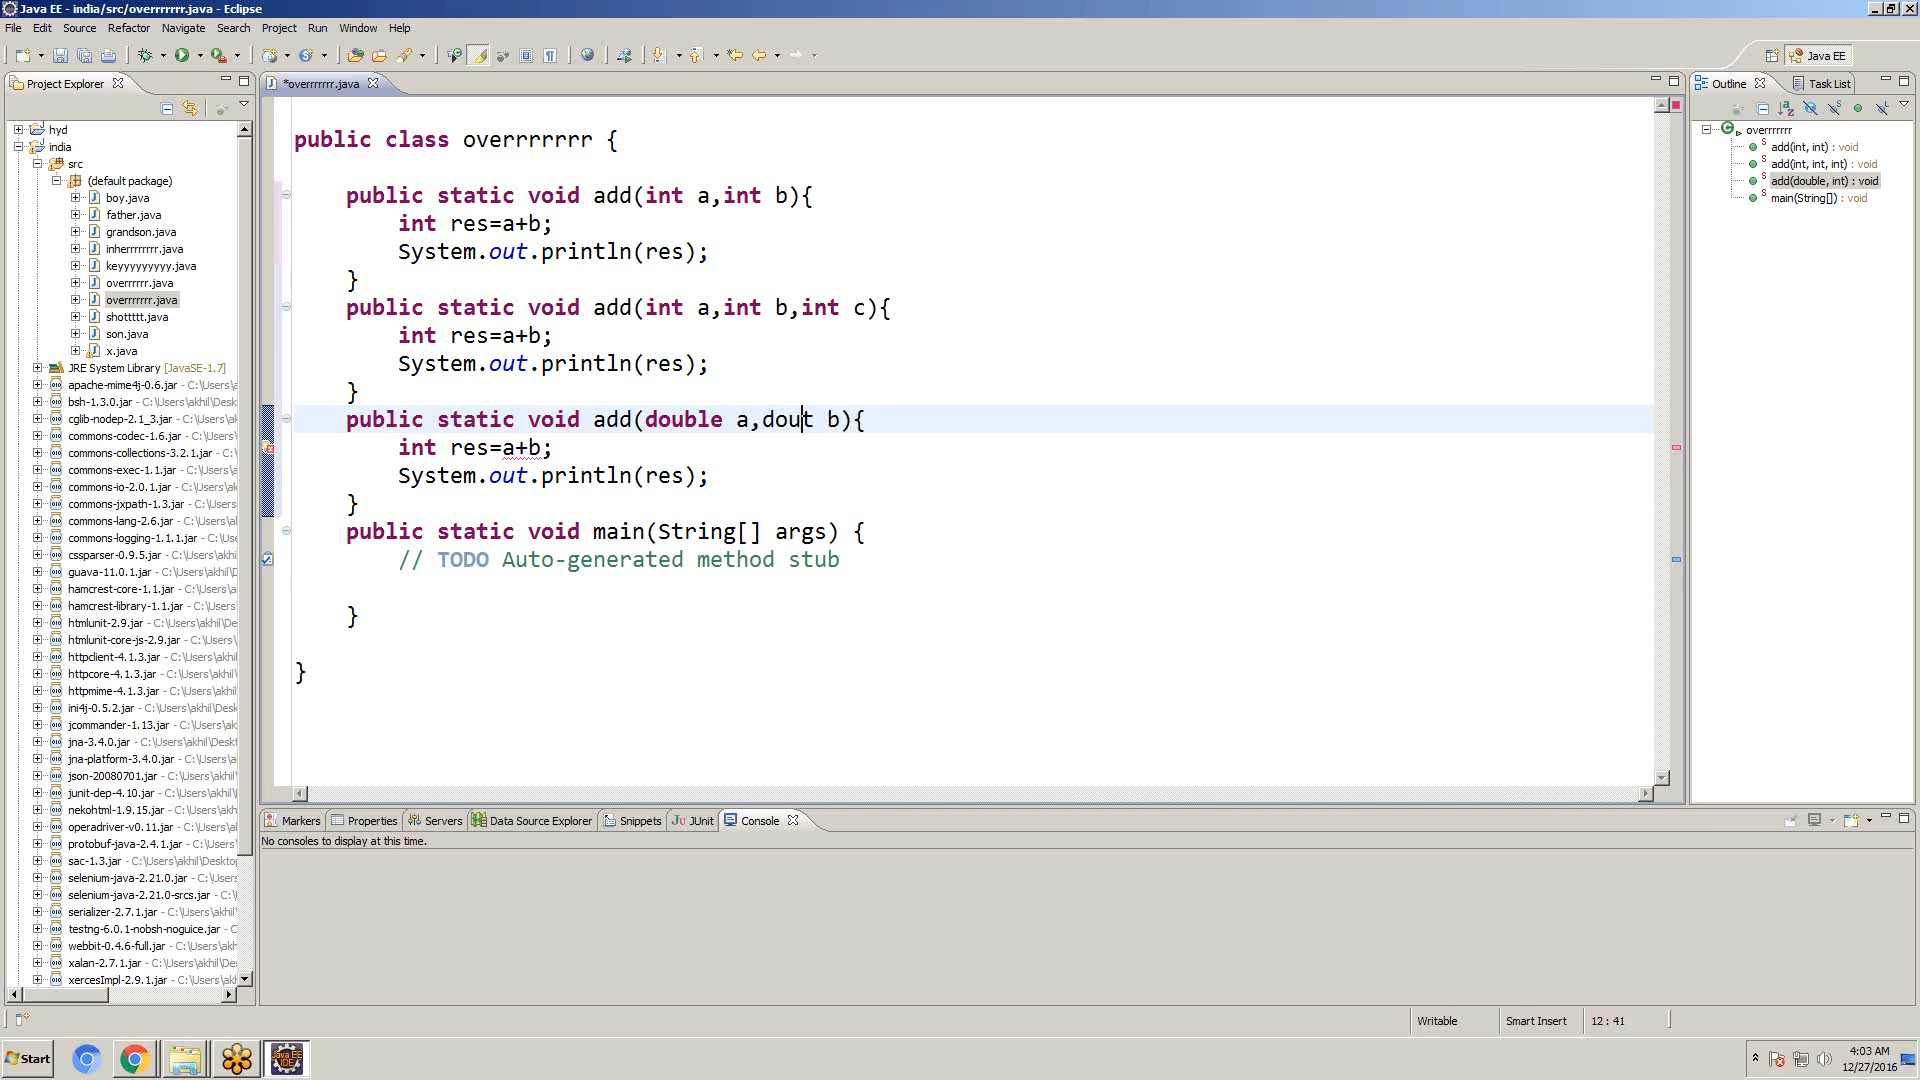 Java EE - india/src/overrrrrrr.java - Eclipse
File Edit Source Refactor Navigate Search Project Run Window Help
Java EE
Project Explorer
*overrrrrrr.java
Outline
Task List
hyd
india
src
(default package)
boy.java
father.java
grandson.java
inherrrrrrrr.java
keyyyyyyyyy.java
overrrrrr.java
overrrrrrr.java
shottttt.java
son.java
x.java
JRE System Library [JavaSE-1.7]
apache-mime4j-0.6.jar - C:\Users\a
bsh-1.3.0.jar - C:\Users\akhil\Des
cglib-nodep-2.1_3.jar - C:\Users\a
commons-codec-1.6.jar - C:\Users
commons-collections-3.2.1.jar - C:
commons-exec-1.1.jar - C:\Users\
commons-io-2.0.1.jar - C:\Users\ak
commons-jxpath-1.3.jar - C:\Users
commons-lang-2.6.jar - C:\Users\a
commons-logging-1.1.1.jar - C:\Us
cssparser-0.9.5.jar - C:\Users\akh
guava-11.0.1.jar - C:\Users\akhil\D
hamcrest-core-1.1.jar - C:\Users\
hamcrest-library-1.1.jar - C:\Users
htmlunit-2.9.jar - C:\Users\akhil\De
htmlunit-core-js-2.9.jar - C:\Users
httpclient-4.1.3.jar - C:\Users\akhil
httpcore-4.1.3.jar - C:\Users\akhil
httpmime-4.1.3.jar - C:\Users\akhil
ini4j-0.5.2.jar - C:\Users\akhil\Desk
jcommander-1.13.jar - C:\Users\ak
jna-3.4.0.jar - C:\Users\akhil\Deskt
jna-platform-3.4.0.jar - C:\Users\ak
json-20080701.jar - C:\Users\akhil
junit-dep-4.10.jar - C:\Users\akhil
nekohtml-1.9.15.jar - C:\Users\akh
operadriver-v0.11.jar - C:\Users\a
protobuf-java-2.4.1.jar - C:\Users
sac-1.3.jar - C:\Users\akhil\Deskto
selenium-java-2.21.0.jar - C:\Users
selenium-java-2.21.0-srcs.jar - C:\
serializer-2.7.1.jar - C:\Users\akhil
testng-6.0.1-nobsh-noguice.jar - C
webbit-0.4.6-full.jar - C:\Users\akh
xalan-2.7.1.jar - C:\Users\akhil\De
xercesImpl-2.9.1.jar - C:\Users\akh
public class overrrrrrr {
public static void add(int a,int b){
int res=a+b;
System.out.println(res);
}
public static void add(int a,int b,int c){
int res=a+b;
System.out.println(res);
}
public static void add(double a,dout b){
int res=a+b;
System.out.println(res);
}
public static void main(String[] args) {
// TODO Auto-generated method stub
}
}
overrrrrrr
add(int, int) : void
add(int, int, int) : void
add(double, int) : void
main(String[]) : void
Markers Properties Servers Data Source Explorer Snippets JUnit Console
No consoles to display at this time.
Writable Smart Insert 12 : 41
Start
4:03 AM
12/27/2016